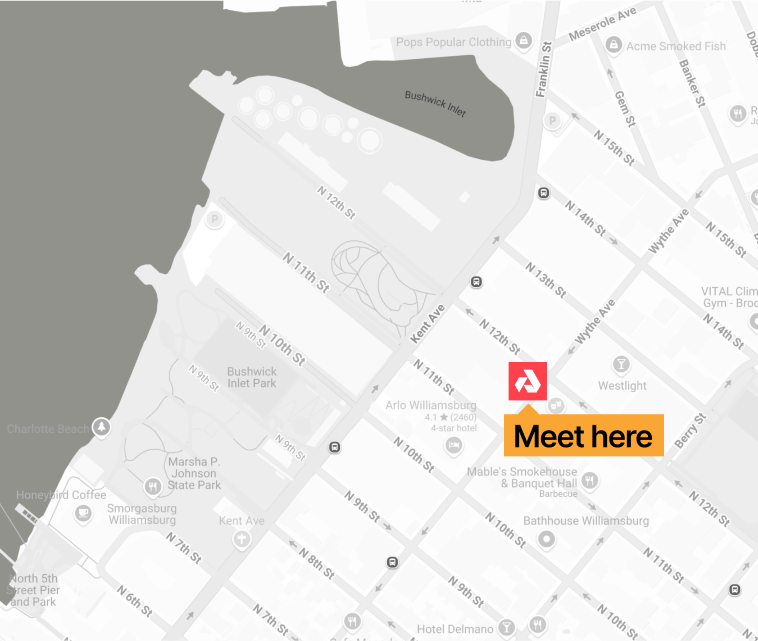 Meserole Ave
Pops Popular Clothing
Acme Smoked Fish
Franklin St
Banker St
Gem St
Bushwick Inlet
P
N 15th St
N 12th St
N 14th St
Wythe Ave
N 15th St
P
N 11th St
N 13th St
VITAL Clim
Gym - Broo
Kent Ave
N 12th St
Wythe Ave
N 14th St
N 9th St
N 10th St
Bushwick
Inlet Park
N 9th St
N 11th St
Westlight
Arlo Williamsburg
4.1 ★ (2460)
4-star hotel
Meet here
Berry St
Charlotte Beach
N 9th St
N 10th St
Marsha P.
Johnson
State Park
Mable's Smokehouse
& Banquet Hall
Barbecue
Honeybird Coffee
Smorgasburg
Williamsburg
Kent Ave
N 9th St
N 10th St
Bathhouse Williamsburg
N 12th St
N 7th St
N 8th St
N 11th St
North 5th
Street Pier
and Park
N 6th St
N 9th St
N 7th St
N 10th St
Hotel Delmano